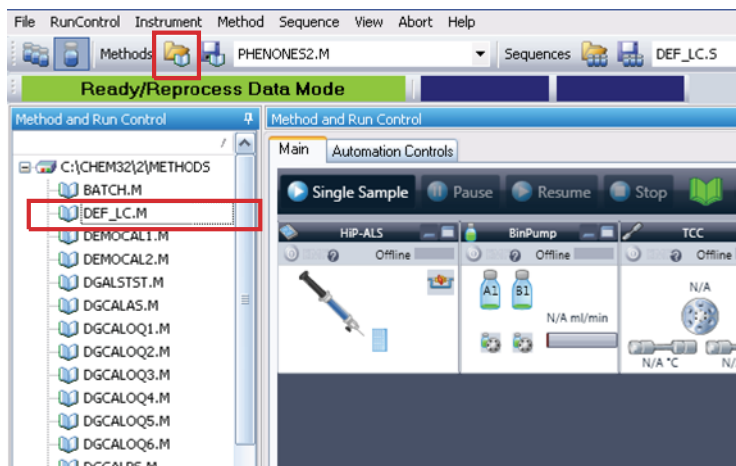 File RunControl Instrument Method Sequence View Abort Help
Methods PHENONES2.M Sequences DEF_LC.S
Ready/Reprocess Data Mode
Method and Run Control
C:\CHEM32\2\METHODS
BATCH.M
DEF_LC.M
DEMOCAL1.M
DEMOCAL2.M
DGALSTST.M
DGCALAS.M
DGCALOQ1.M
DGCALOQ2.M
DGCALOQ3.M
DGCALOQ4.M
DGCALOQ5.M
DGCALOQ6.M
Method and Run Control
Main Automation Controls
Single Sample Pause Resume Stop
HiP-ALS BinPump TCC
Offline Offline Offline
A1 B1 N/A
N/A ml/min
N/A °C N/